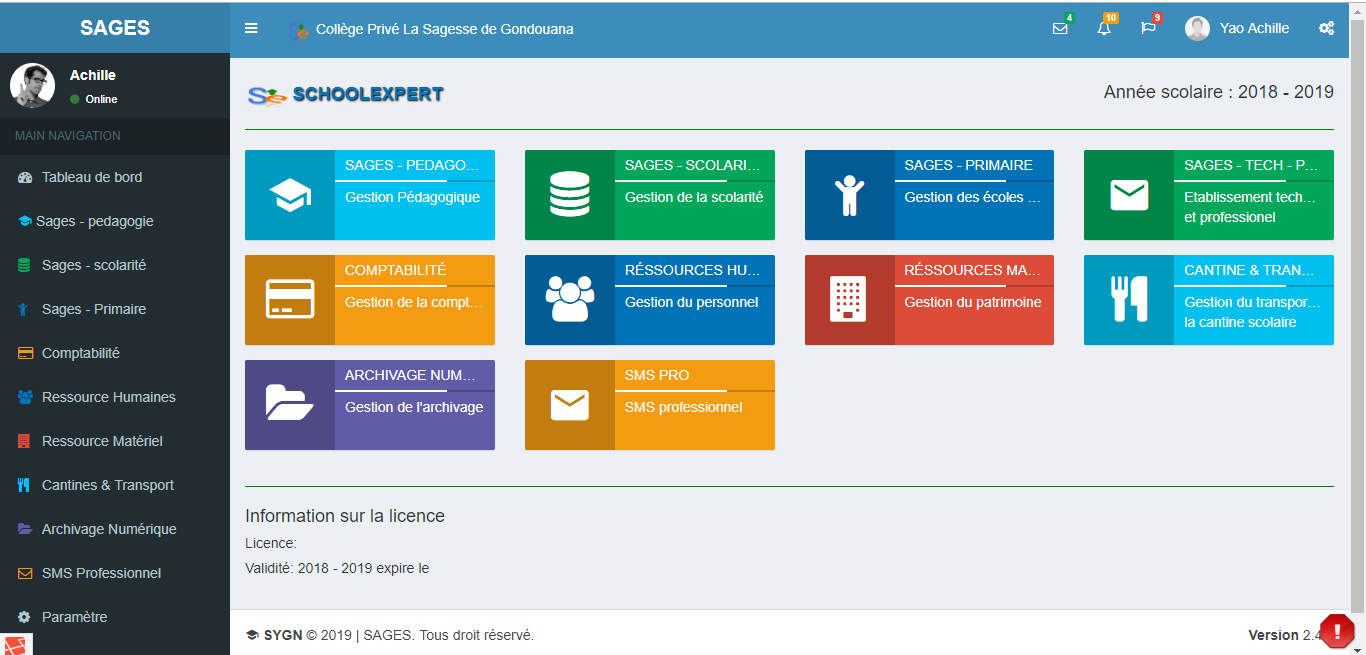 SAGES
Collège Privé La Sagesse de Gondouana
4
10
9
Yao Achille
Achille
Online
MAIN NAVIGATION
Tableau de bord
Sages - pedagogie
Sages - scolarité
Sages - Primaire
Comptabilité
Ressource Humaines
Ressource Matériel
Cantines & Transport
Archivage Numérique
SMS Professionnel
Paramètre
SCHOOLEXPERT
Année scolaire : 2018 - 2019
SAGES - PEDAGO...
Gestion Pédagogique
SAGES - SCOLARI...
Gestion de la scolarité
SAGES - PRIMAIRE
Gestion des écoles ...
SAGES - TECH - P...
Etablissement tech...
et professionel
COMPTABILITÉ
Gestion de la compt...
RÉSSOURCES HU...
Gestion du personnel
RÉSSOURCES MA...
Gestion du patrimoine
CANTINE & TRAN...
Gestion du transpor...
la cantine scolaire
ARCHIVAGE NUM...
Gestion de l'archivage
SMS PRO
SMS professionnel
Information sur la licence
Licence:
Validité: 2018 - 2019 expire le
SYGN © 2019 | SAGES. Tous droit réservé.
Version 2.4